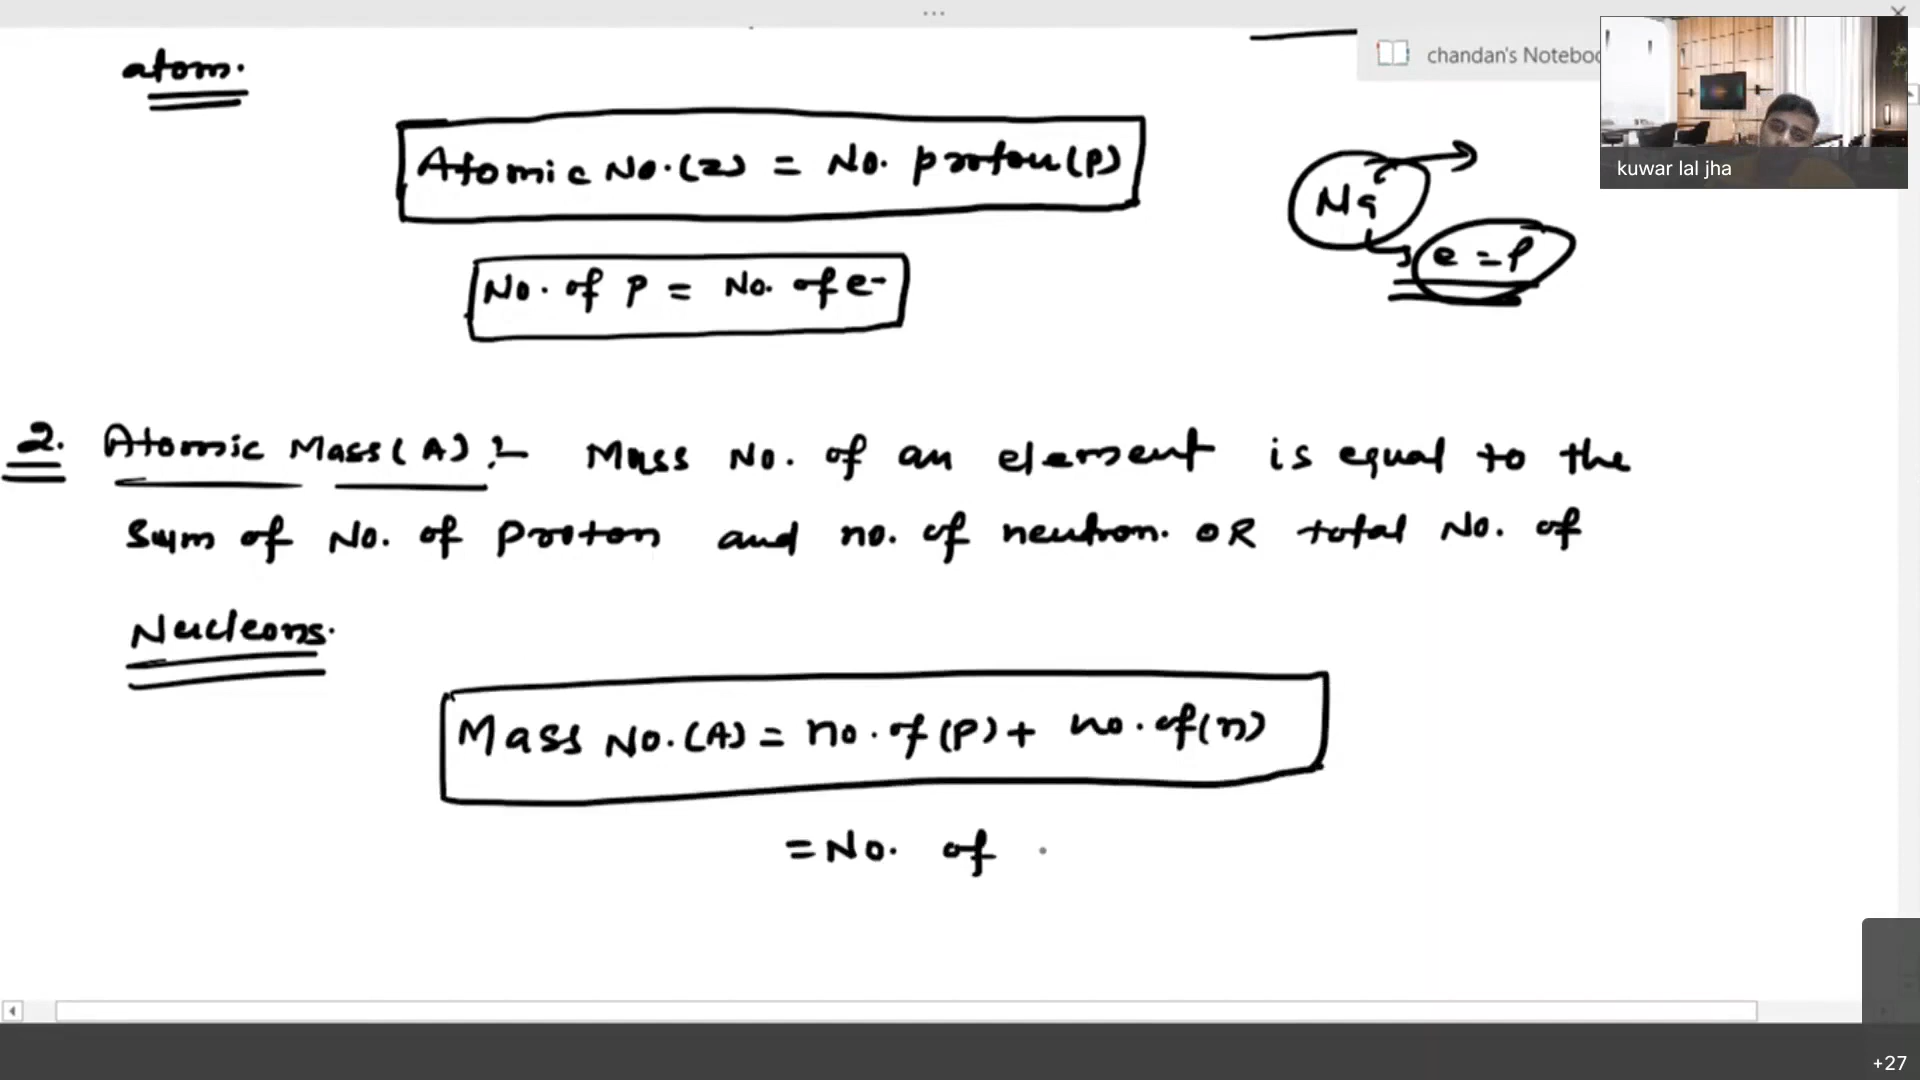 atom.
chandan's Notebo
kuwar lal jha
Atomic No.(Z) = No. proton(P)
Na
e = P
No. of P = No. of e-
2. Atomic Mass(A):- Mass No. of an element is equal to the
Sum of No. of Proton and no. of neutron. OR total No. of
Nucleons.
Mass No.(A) = no. of (P) + no. of (n)
= No. of
+27